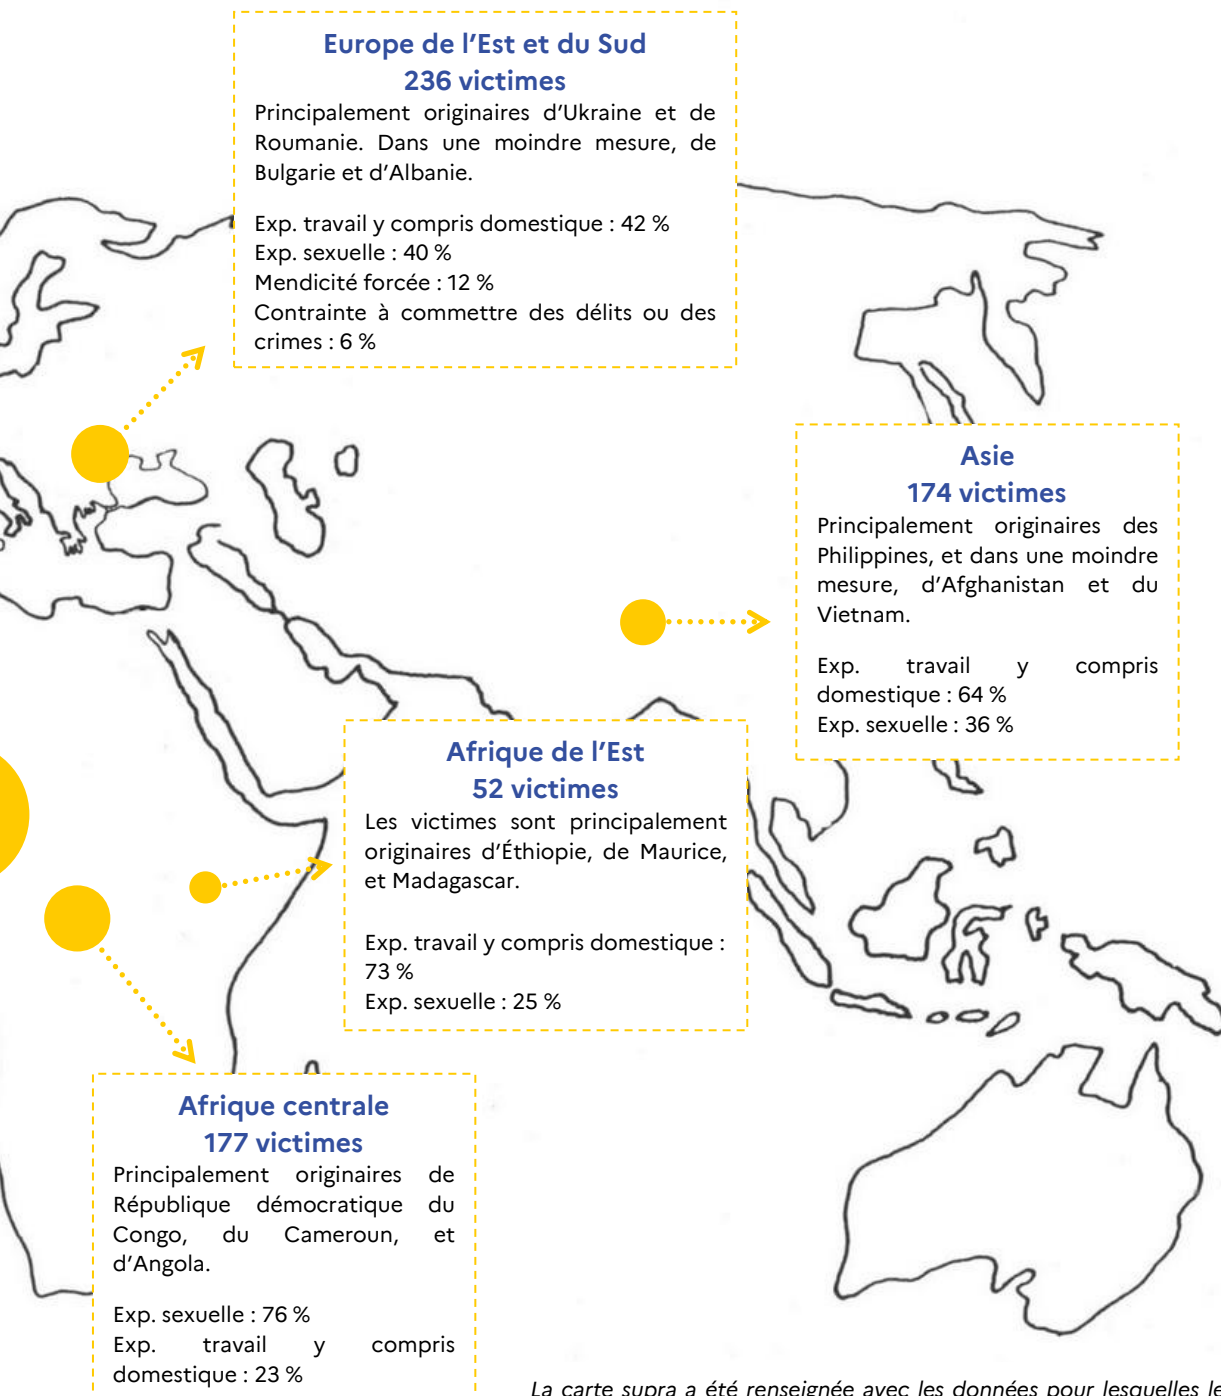 Europe de l'Est et du Sud
236 victimes
Principalement originaires d'Ukraine et de
Roumanie. Dans une moindre mesure, de
Bulgarie et d'Albanie.
Exp. travail y compris domestique : 42 %
Exp. sexuelle : 40 %
Mendicité forcée : 12 %
Contrainte à commettre des délits ou des
crimes : 6 %
Asie
174 victimes
Principalement originaires des
Philippines, et dans une moindre
mesure, d'Afghanistan et du
Vietnam.
Exp. travail y compris
domestique : 64 %
Exp. sexuelle : 36 %
Afrique de l'Est
52 victimes
Les victimes sont principalement
originaires d'Éthiopie, de Maurice,
et Madagascar.
Exp. travail y compris domestique :
73 %
Exp. sexuelle : 25 %
Afrique centrale
177 victimes
Principalement originaires de
République démocratique du
Congo, du Cameroun, et
d'Angola.
Exp. sexuelle : 76 %
Exp. travail y compris
domestique : 23 %
La carte supra a été renseignée avec les données pour lesquelles le